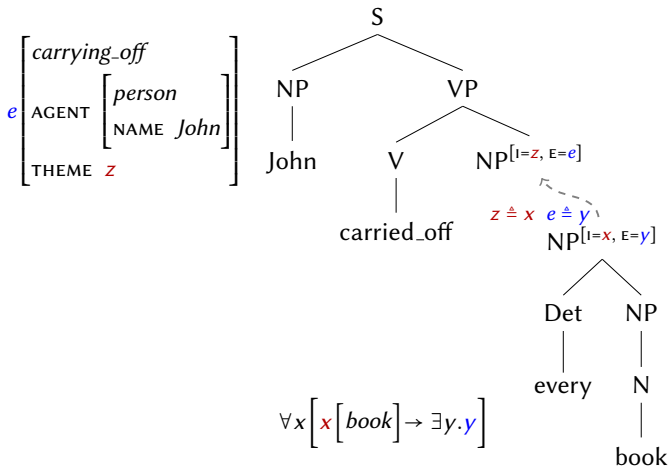 S
carrying_off
NP VP
e AGENT person
NAME John
THEME z
John V NP[I=z, E=e]
z ≜ x e ≜ y
carried_off NP[I=x, E=y]
Det NP
every N
∀x[x[book] → ∃y.y]
book